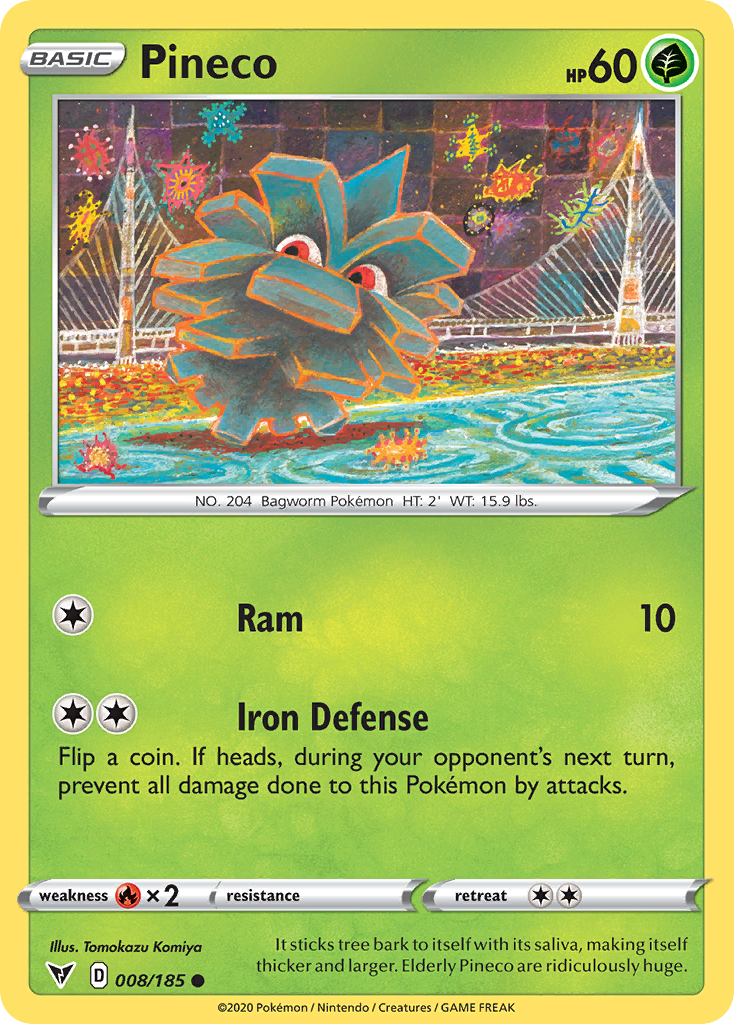 BASIC Pineco HP60
NO. 204 Bagworm Pokémon HT: 2' WT: 15.9 lbs.
Ram 10
Iron Defense
Flip a coin. If heads, during your opponent's next turn,
prevent all damage done to this Pokémon by attacks.
weakness ×2 resistance retreat
Illus. Tomokazu Komiya
D 008/185
It sticks tree bark to itself with its saliva, making itself
thicker and larger. Elderly Pineco are ridiculously huge.
©2020 Pokémon / Nintendo / Creatures / GAME FREAK